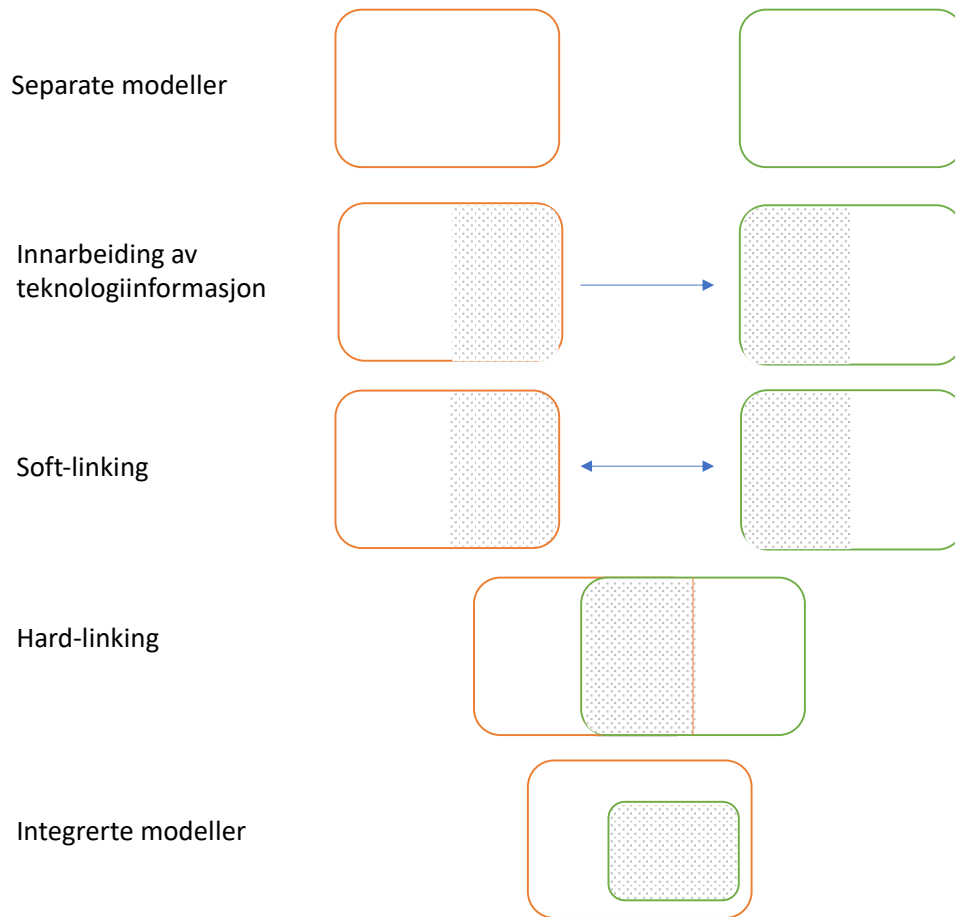 Separate modeller
Innarbeiding av
teknologiinformasjon
Soft-linking
Hard-linking
Integrerte modeller